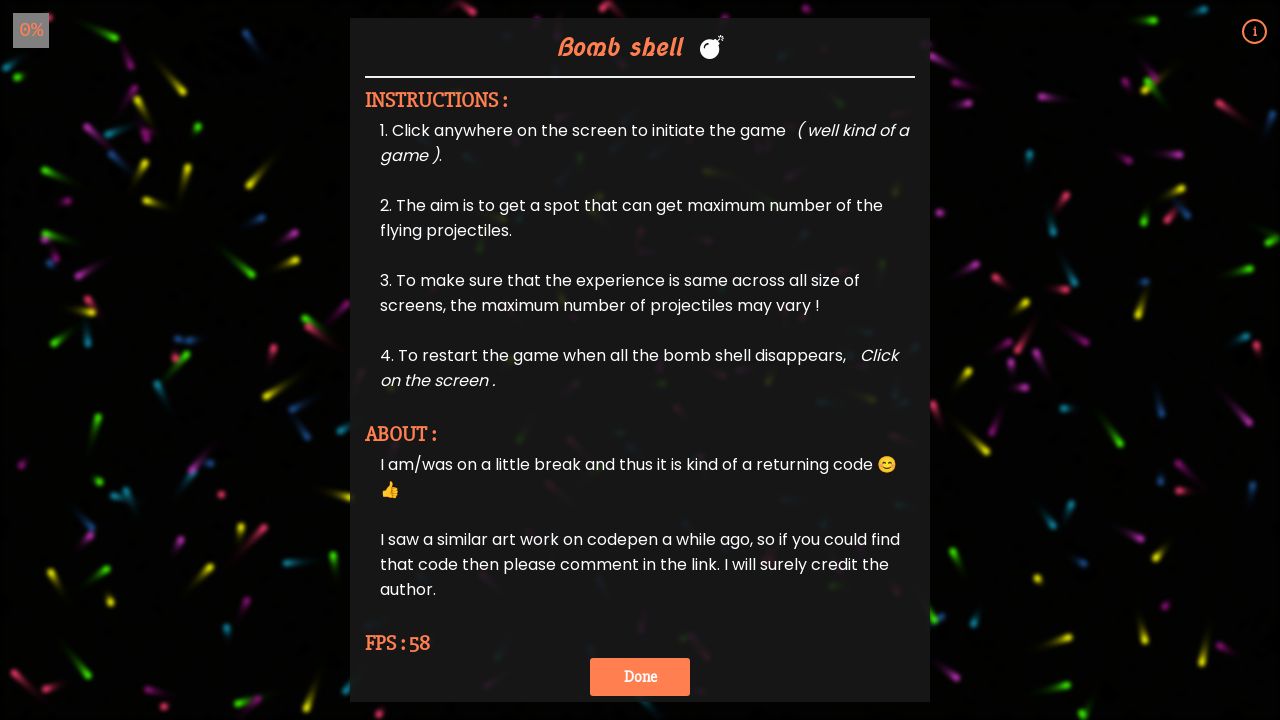 0%
i
Bomb shell 💣
INSTRUCTIONS :
1. Click anywhere on the screen to initiate the game ( well kind of a
game ).
2. The aim is to get a spot that can get maximum number of the
flying projectiles.
3. To make sure that the experience is same across all size of
screens, the maximum number of projectiles may vary !
4. To restart the game when all the bomb shell disappears, Click
on the screen .
ABOUT :
I am/was on a little break and thus it is kind of a returning code 😊
👍
I saw a similar art work on codepen a while ago, so if you could find
that code then please comment in the link. I will surely credit the
author.
FPS : 58
Done